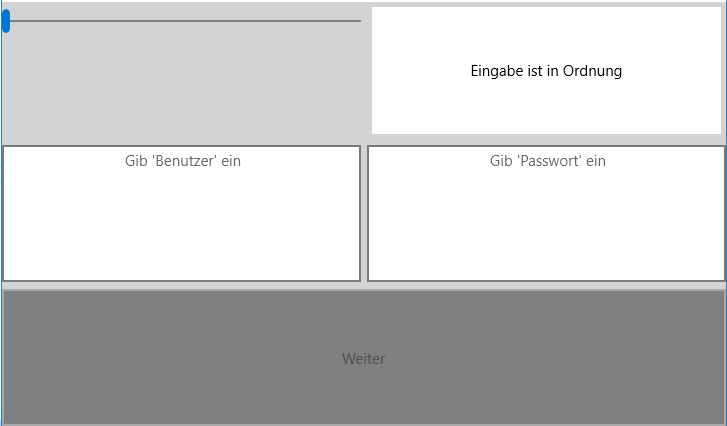 Eingabe ist in Ordnung
Gib 'Benutzer' ein
Gib 'Passwort' ein
Weiter